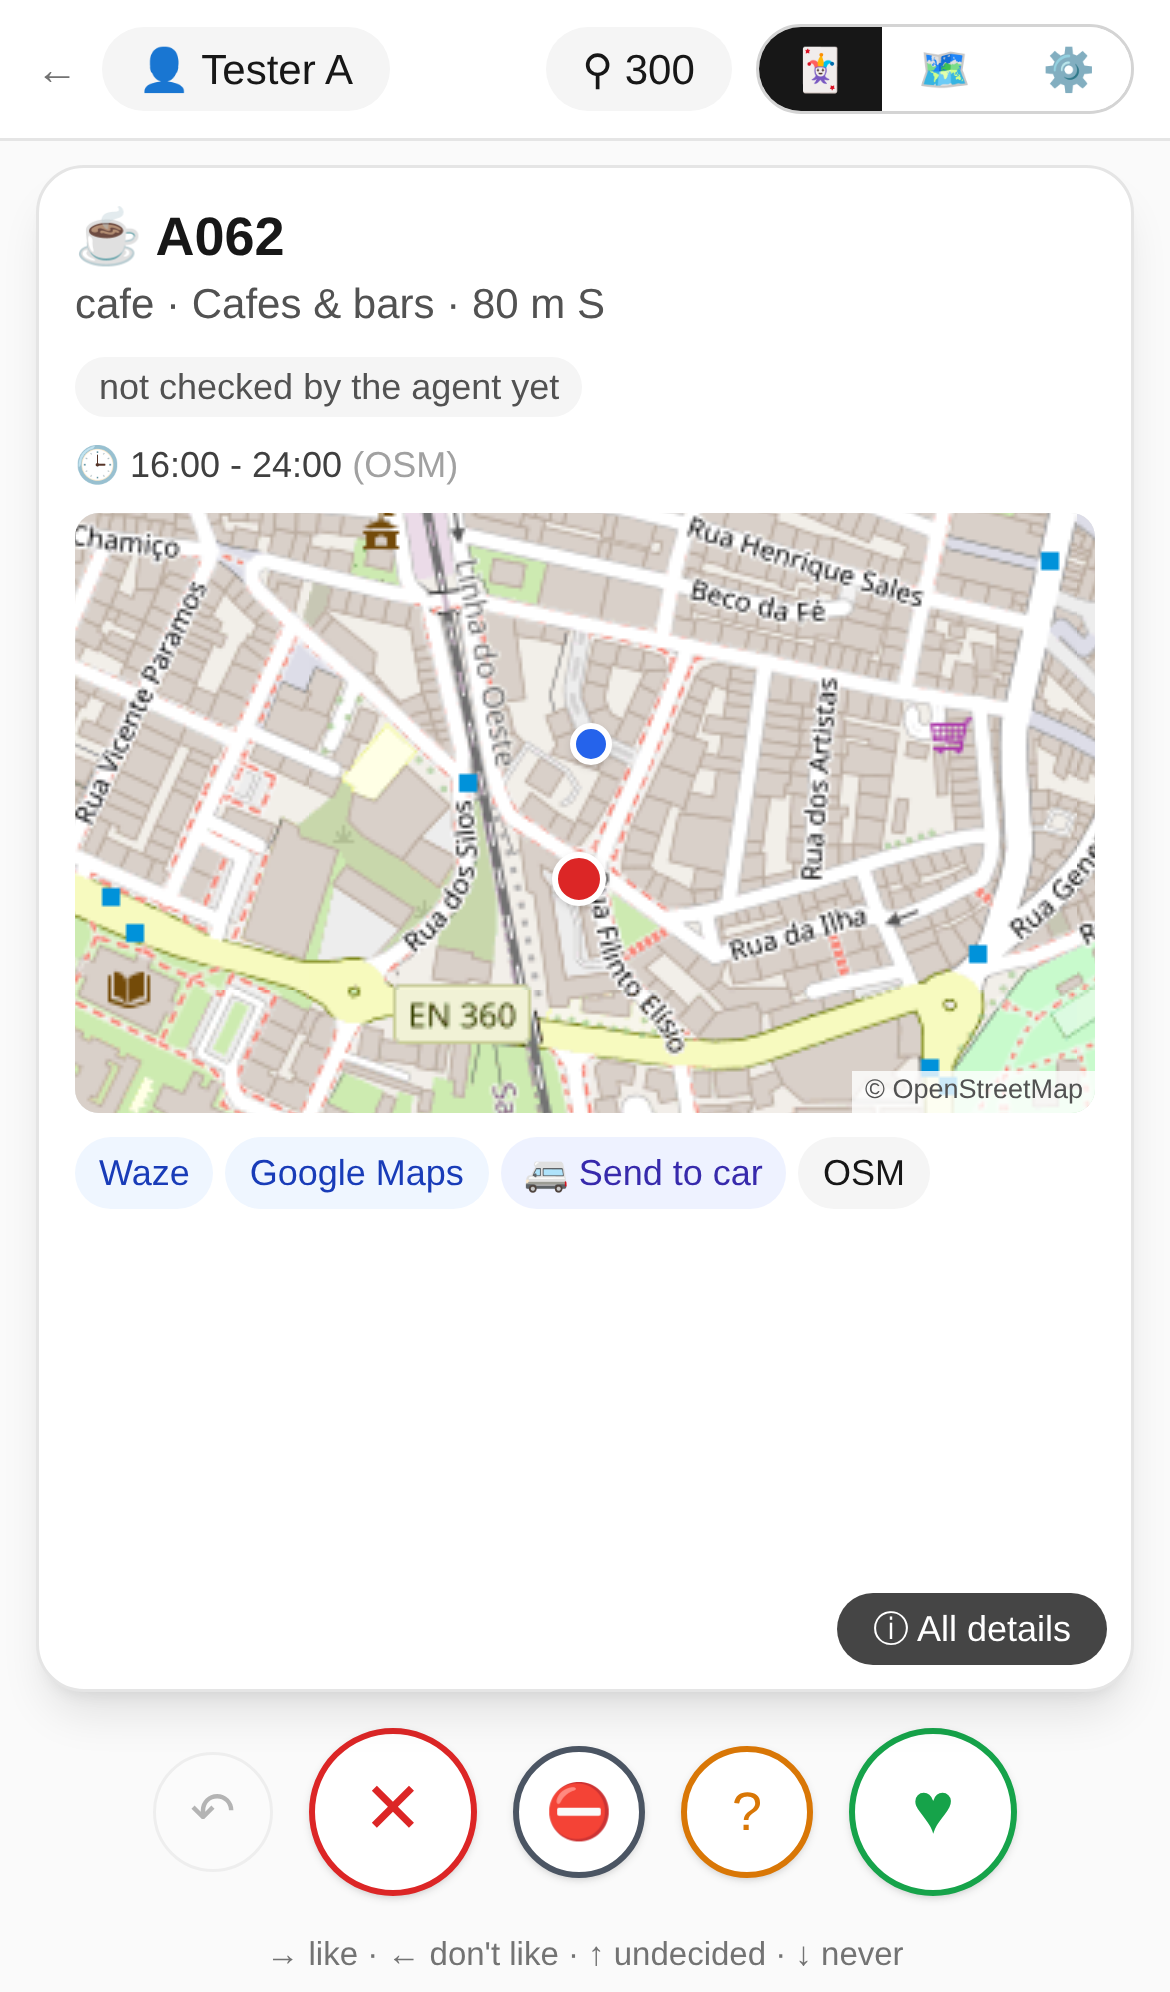 ← 👤 Tester A ⚲ 300
☕ A062
cafe · Cafes & bars · 80 m S
not checked by the agent yet
🕒 16:00 - 24:00 (OSM)
Chamiço
Rua Henrique Sales
Beco da Fé
Linha do Oeste
Rua Vicente Paramos
Rua dos Artistas
Rua dos Silos
Rua Gene
Rua da Ilha
Filinto Elísio
EN 360
R
Sa
© OpenStreetMap
Waze Google Maps 🚐 Send to car OSM
ⓘ All details
↶ ✕ ⛔ ? ♥
→ like · ← don't like · ↑ undecided · ↓ never